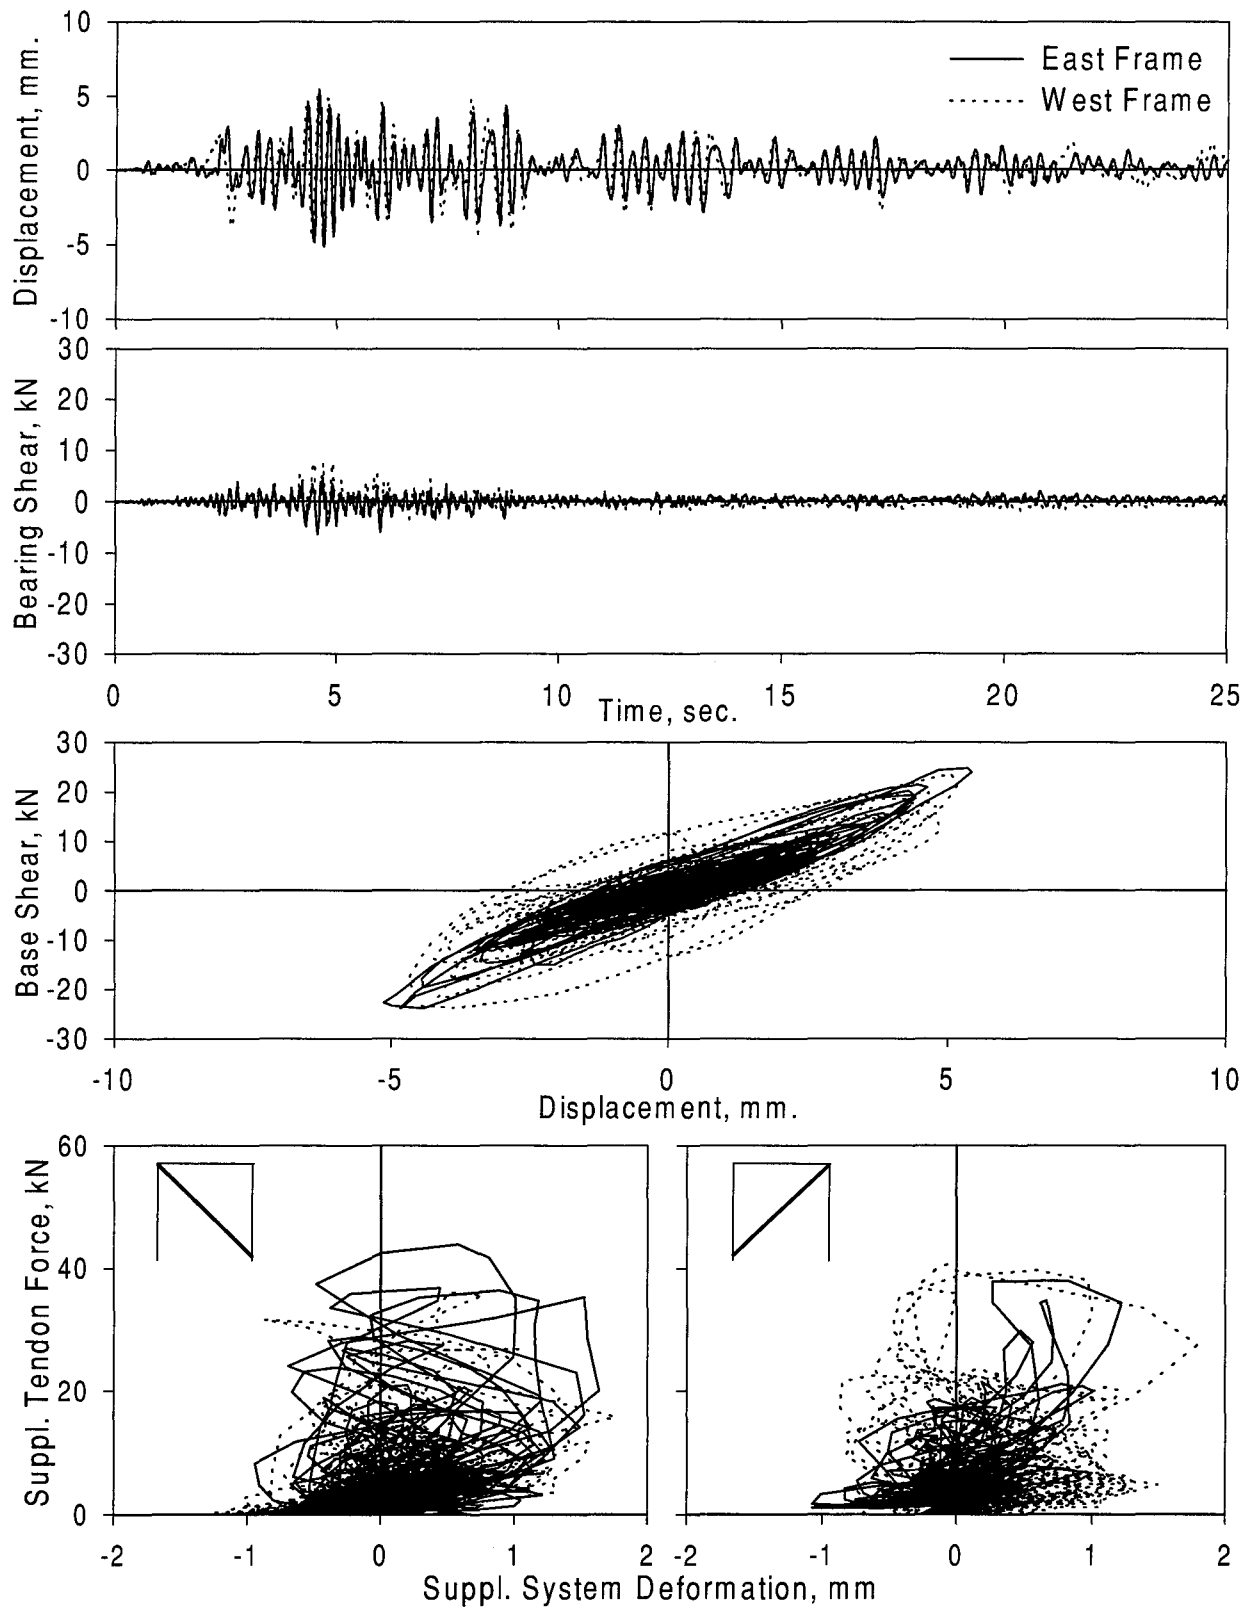 10
5
0
-5
-10
Displacement, mm.
East Frame
West Frame
30
20
10
0
-10
-20
-30
Bearing Shear, kN
0 5 10 15 20 25
Time, sec.
30
20
10
0
-10
-20
-30
Base Shear, kN
-10 -5 0 5 10
Displacement, mm.
60
40
20
0
Suppl. Tendon Force, kN
-2 -1 0 1 2 -2 -1 0 1 2
Suppl. System Deformation, mm